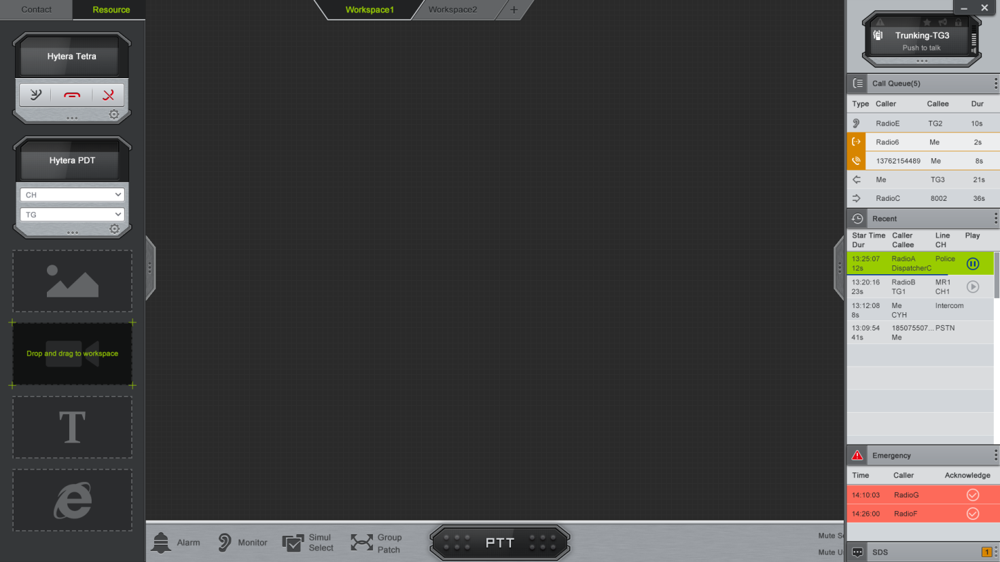 Contact
Resource
Workspace1
Workspace2
Hytera Tetra
Hytera PDT
CH
TG
Drop and drag to workspace
T
Alarm
Monitor
Simul
Select
Group
Patch
PTT
Mute
Mute
Trunking-TG3
Push to talk
Call Queue(5)
Type Caller Callee Dur
RadioE TG2 10s
Radio6 Me 2s
13762154489 Me 8s
Me TG3 21s
RadioC 8002 36s
Recent
Star Time Caller Line Play
Dur Callee CH
13:25:07 RadioA Police
12s DispatcherC
13:20:16 RadioB MR1
23s TG1 CH1
13:12:08 Me Intercom
8s CYH
13:09:54 185075507... PSTN
41s Me
Emergency
Time Caller Acknowledge
14:10:03 RadioG
14:26:00 RadioF
SDS 1